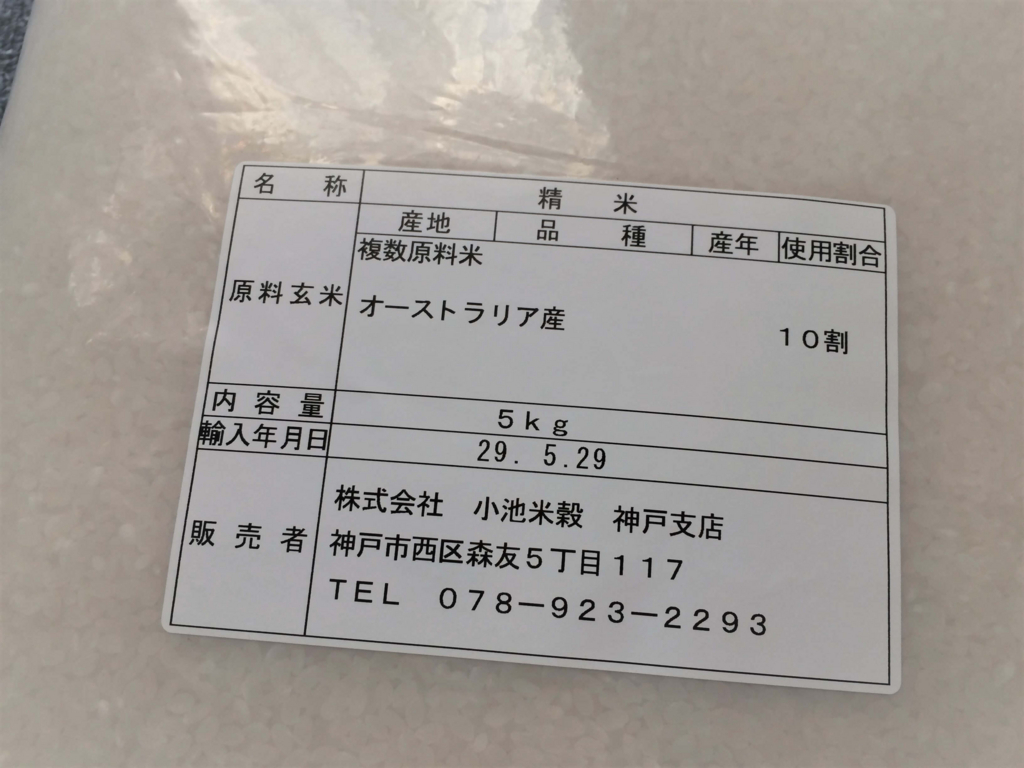 名　称　精　米
産地　品　種　産年　使用割合
原料玄米
複数原料米
オーストラリア産　１０割
内容量　５ｋｇ
輸入年月日　29. 5.29
販売者
株式会社　小池米穀　神戸支店
神戸市西区森友５丁目１１７
ＴＥＬ　０７８－９２３－２２９３